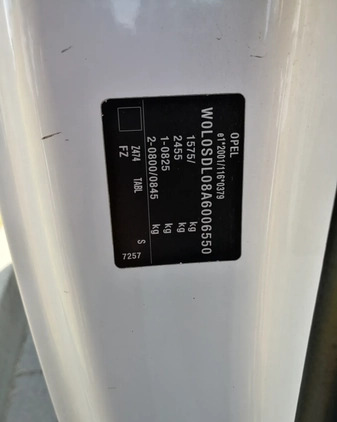 OPEL
e1*2001/116*0379
W0L0SDL08A6006550
1575/ kg
2455 kg
1-0825 kg
2-0800/0845 kg
Z474 TABL S 7257
FZ